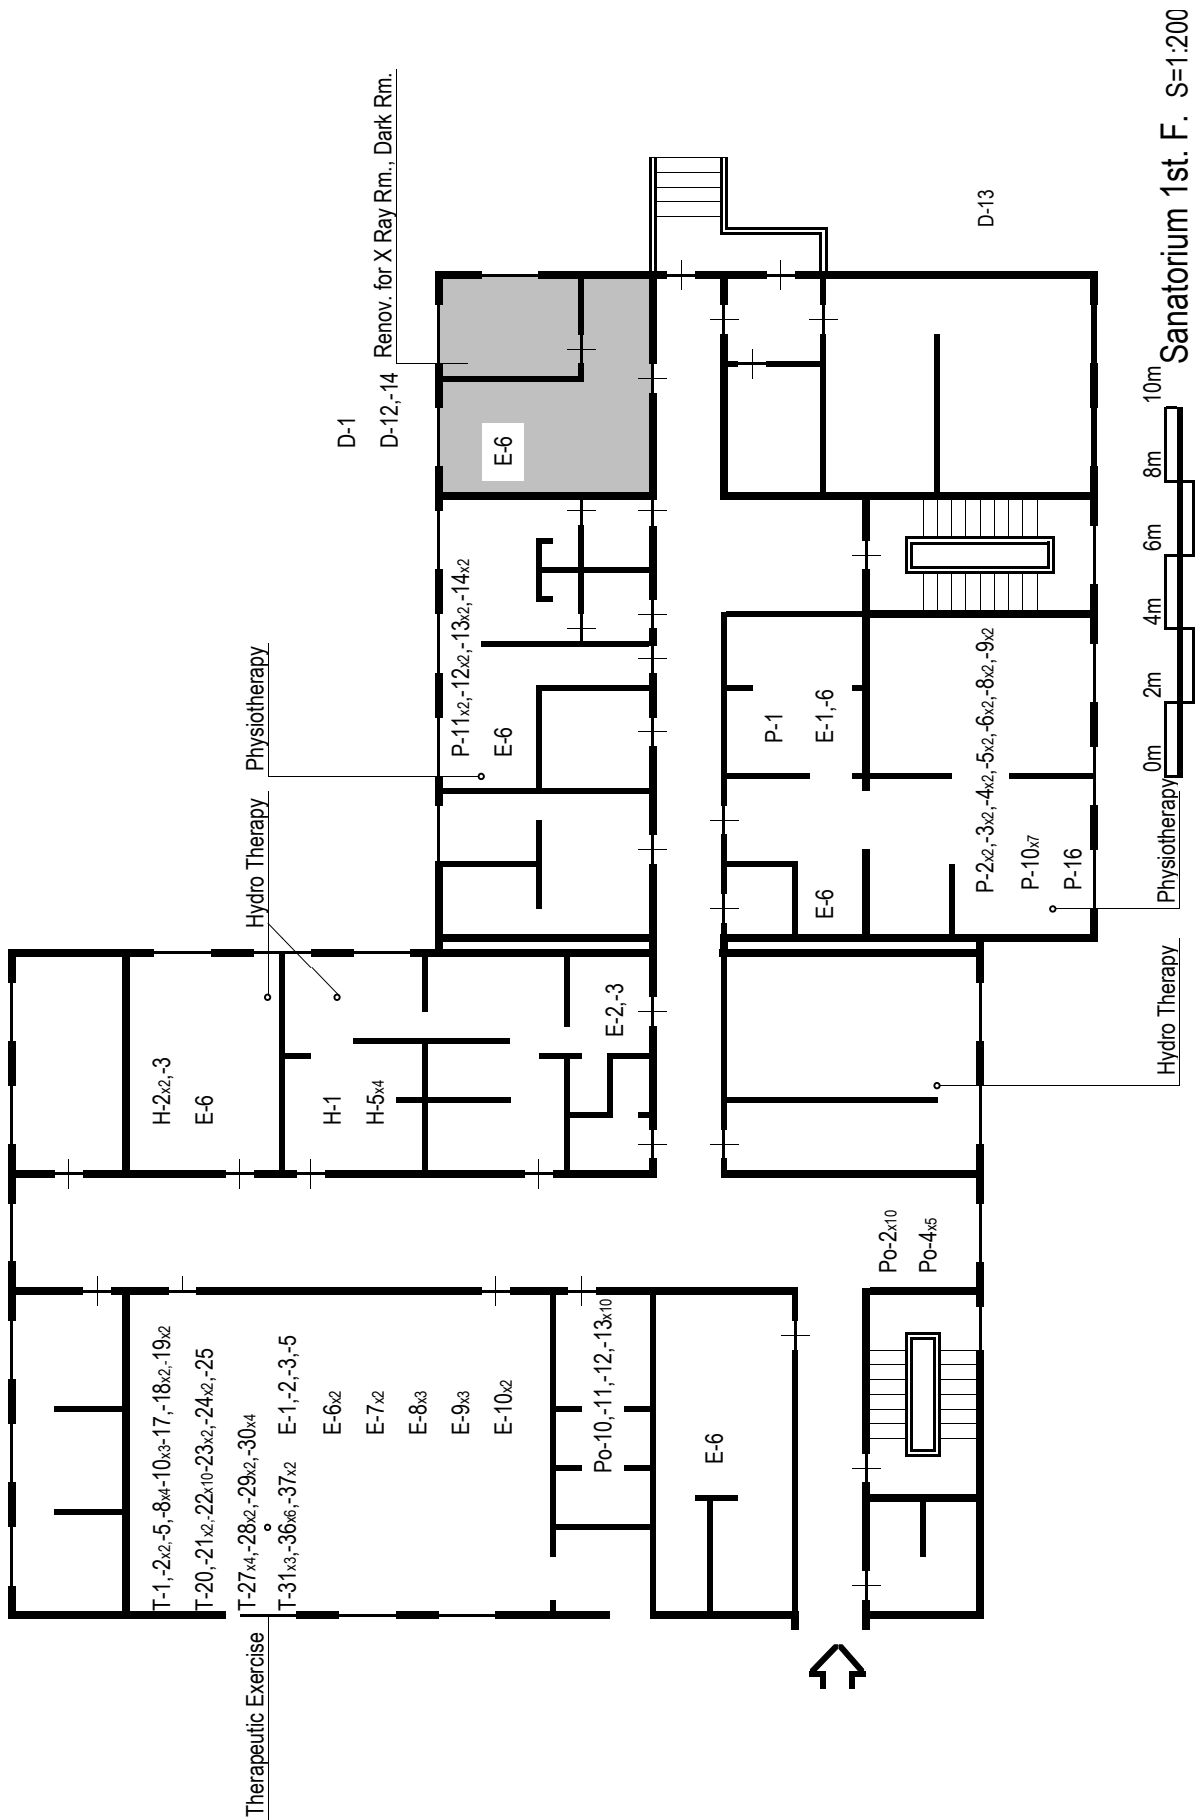 Therapeutic Exercise
T-1,-2x2,-5,-8x4-10x3-17,-18x2,-19x2
T-20,-21x2,-22x10-23x2,-24x2,-25
T-27x4,-28x2,-29x2,-30x4
T-31x3,-36x6,-37x2 E-1,-2,-3,-5
E-6x2
E-7x2
E-8x3
E-9x3
E-10x2
Po-10,-11,-12,-13x10
E-6
Po-2x10
Po-4x5
Hydro Therapy
H-2x2,-3
E-6
H-1
H-5x4
E-2,-3
Hydro Therapy
Physiotherapy
P-11x2,-12x2,-13x2,-14x2
E-6
P-1
E-1,-6
E-6
P-2x2,-3x2,-4x2,-5x2,-6x2,-8x2,-9x2
P-10x7
P-16
Physiotherapy
D-1
D-12,-14
Renov. for X Ray Rm., Dark Rm.
E-6
D-13
0m 2m 4m 6m 8m 10m
Sanatorium 1st. F. S=1:200